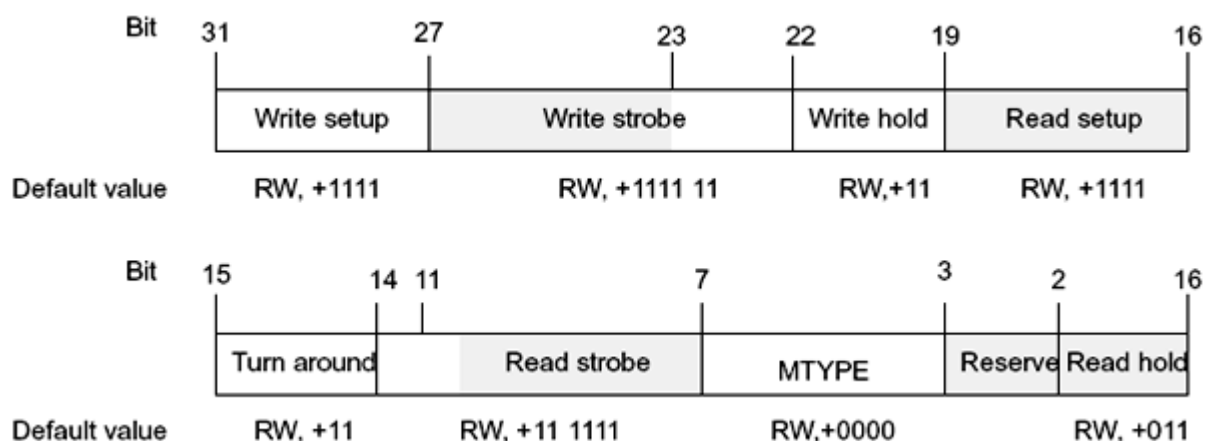 Bit 31 27 23 22 19 16
Write setup Write strobe Write hold Read setup
Default value RW, +1111 RW, +1111 11 RW,+11 RW, +1111
Bit 15 14 11 7 3 2 16
Turn around Read strobe MTYPE Reserve Read hold
Default value RW, +11 RW, +11 1111 RW,+0000 RW, +011